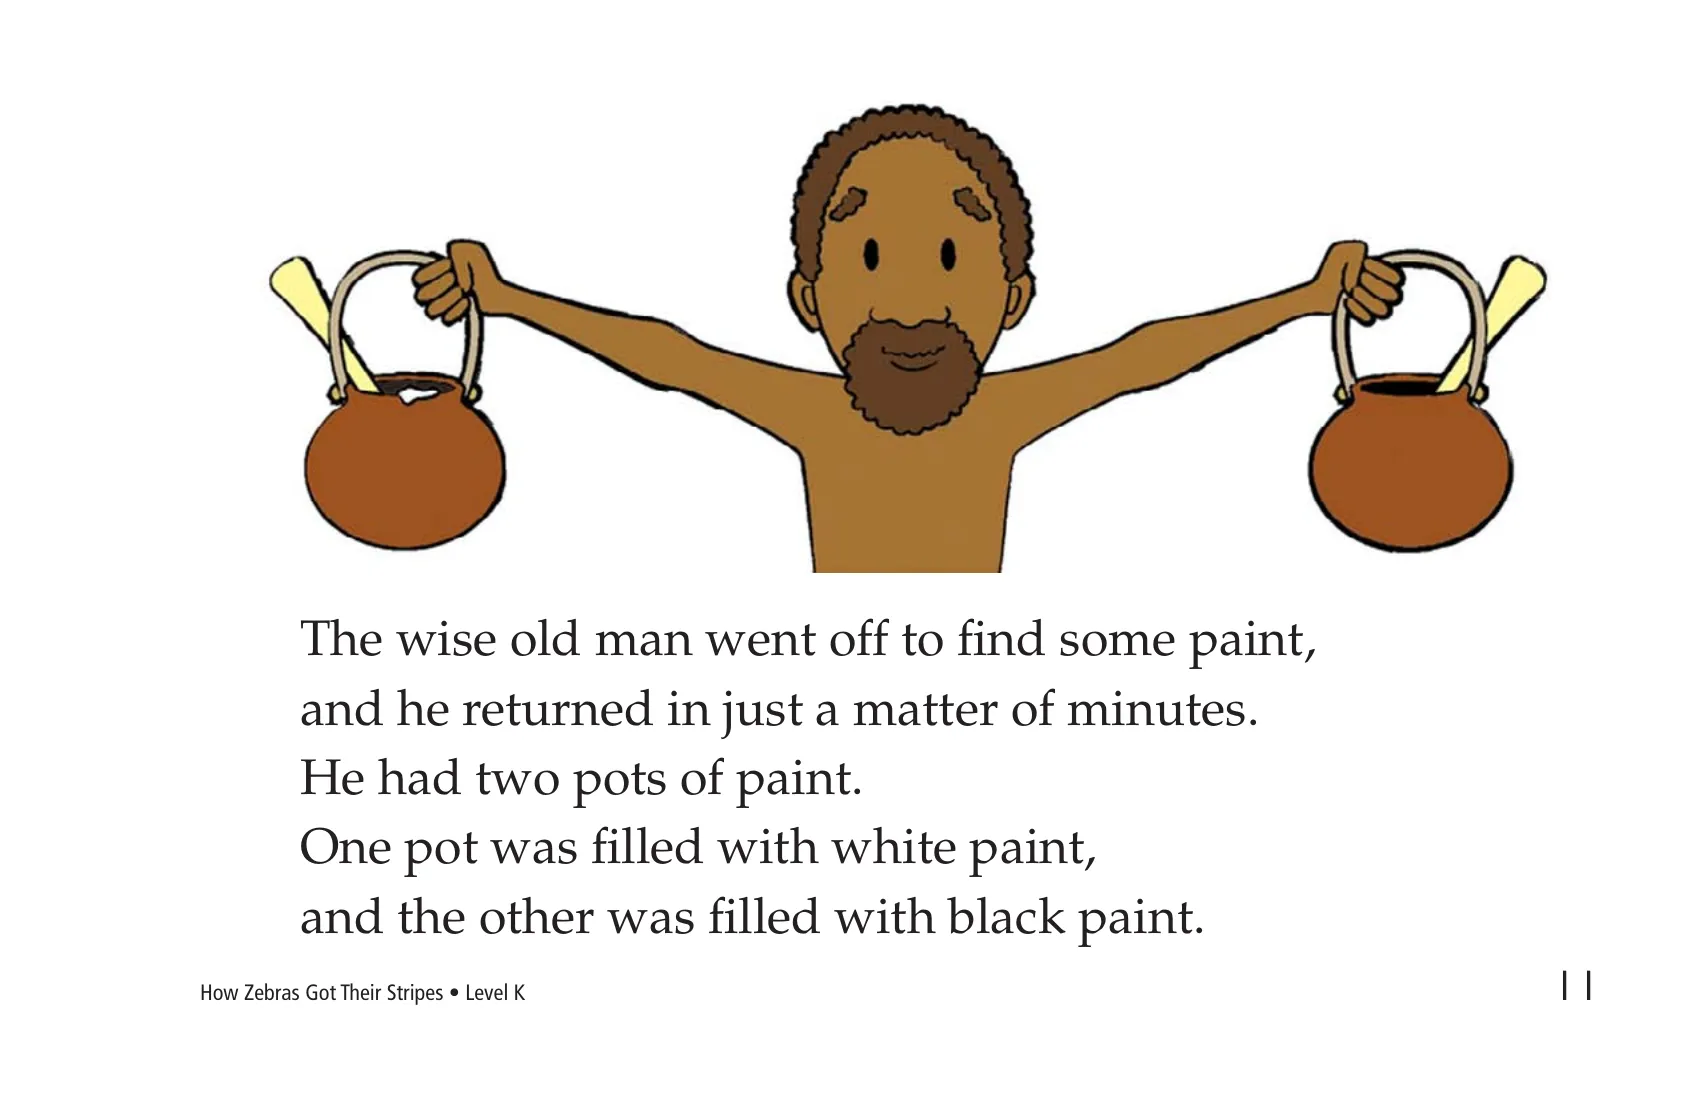 The wise old man went off to find some paint,
and he returned in just a matter of minutes.
He had two pots of paint.
One pot was filled with white paint,
and the other was filled with black paint.
How Zebras Got Their Stripes • Level K
11